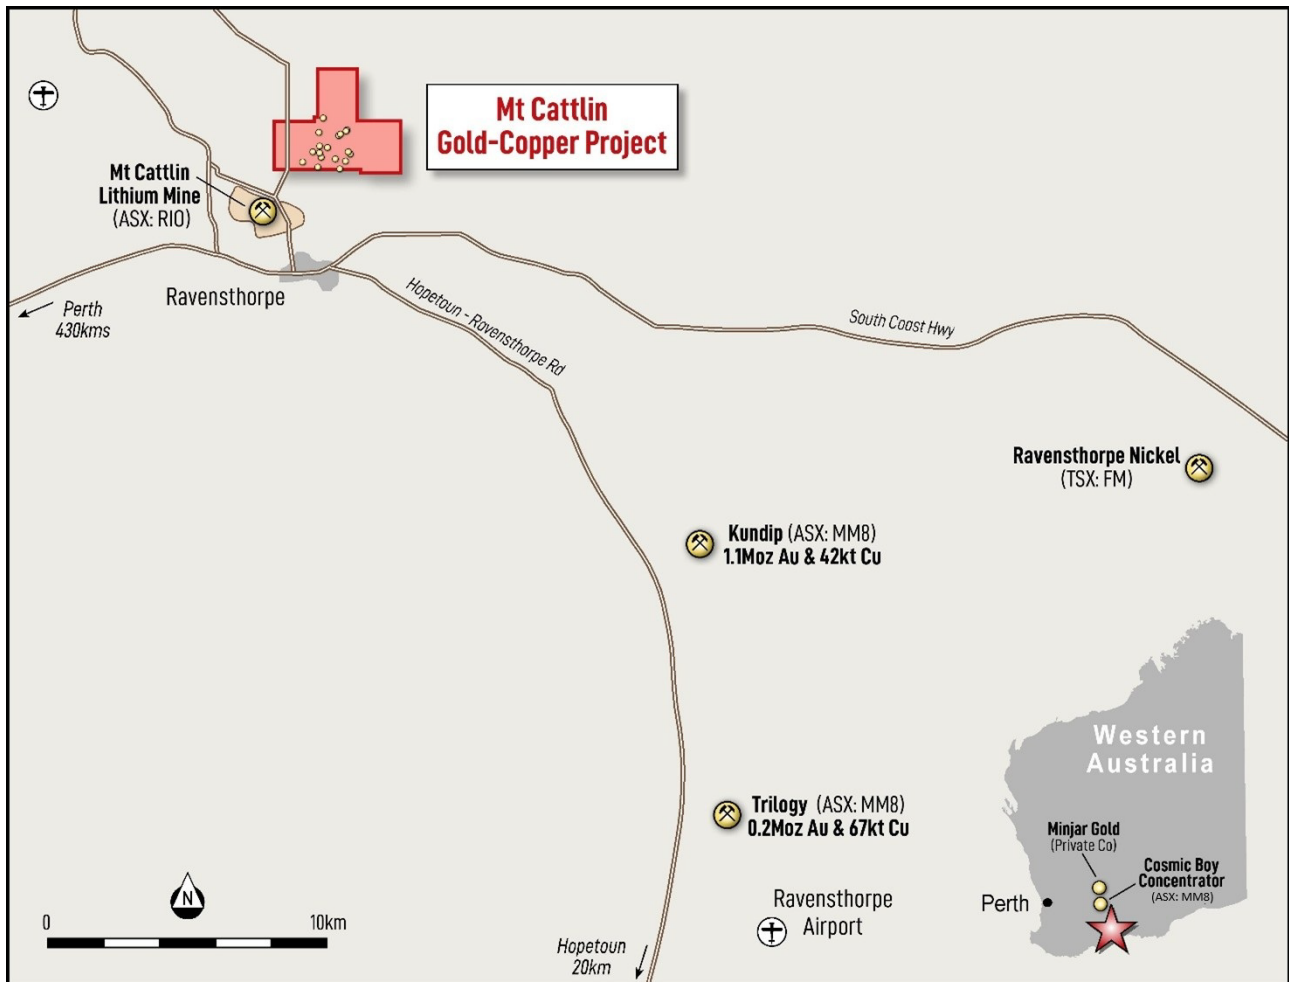 Mt Cattlin
Gold-Copper Project
Mt Cattlin
Lithium Mine
(ASX: RIO)
Ravensthorpe
Perth
430kms
Hopetoun - Ravensthorpe Rd
South Coast Hwy
Ravensthorpe Nickel
(TSX: FM)
Kundip (ASX: MM8)
1.1Moz Au & 42kt Cu
Trilogy (ASX: MM8)
0.2Moz Au & 67kt Cu
Ravensthorpe
Airport
Hopetoun
20km
N
0 10km
Western
Australia
Minjar Gold
(Private Co)
Cosmic Boy
Concentrator
(ASX: MM8)
Perth